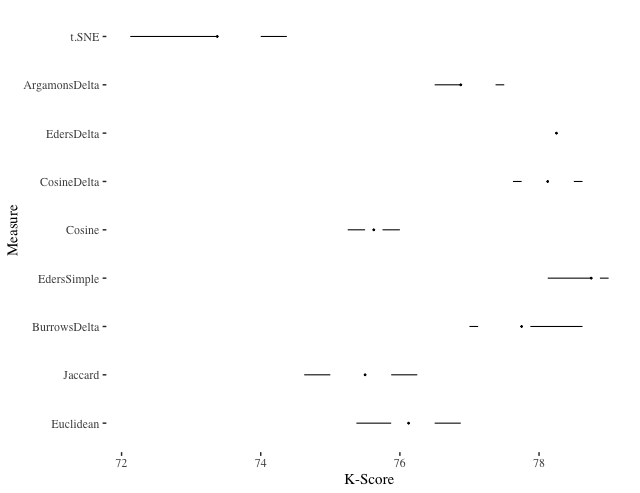 t.SNE
ArgamonsDelta
EdersDelta
CosineDelta
Cosine
EdersSimple
BurrowsDelta
Jaccard
Euclidean
Measure
72 74 76 78
K-Score